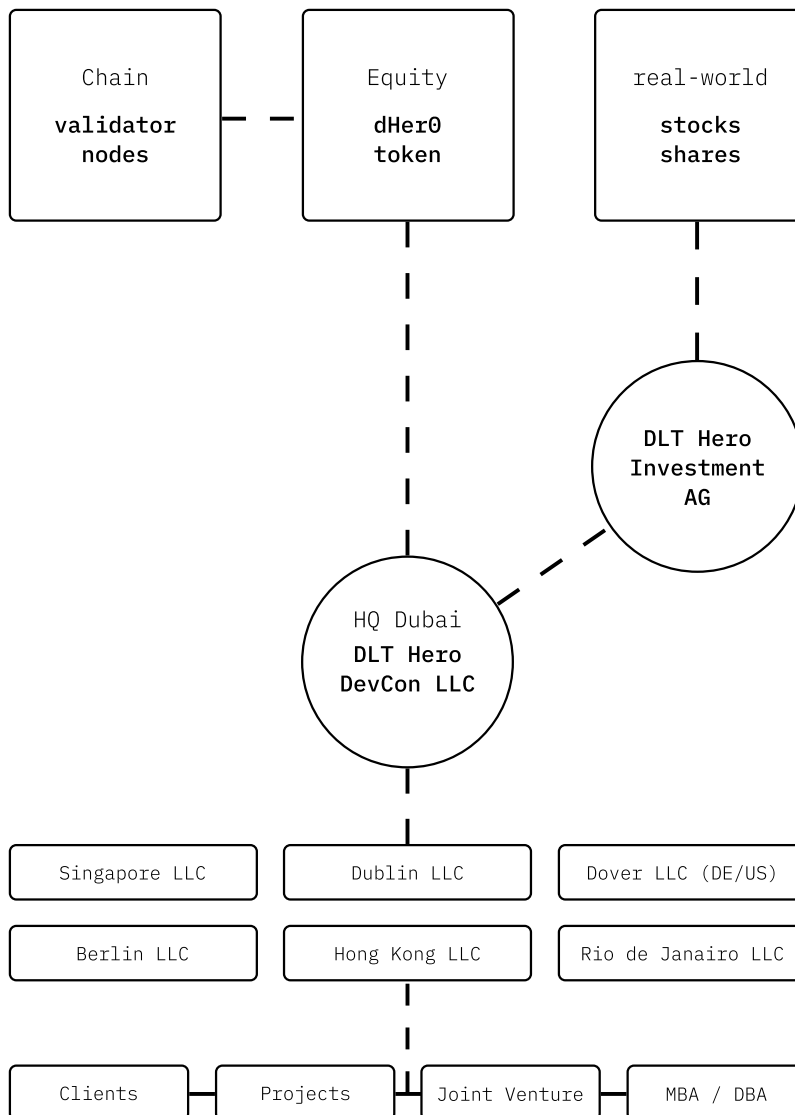 Chain
validator
nodes
Equity
dHer0
token
real-world
stocks
shares
DLT Hero
Investment
AG
HQ Dubai
DLT Hero
DevCon LLC
Singapore LLC
Dublin LLC
Dover LLC (DE/US)
Berlin LLC
Hong Kong LLC
Rio de Janairo LLC
Clients
Projects
Joint Venture
MBA / DBA